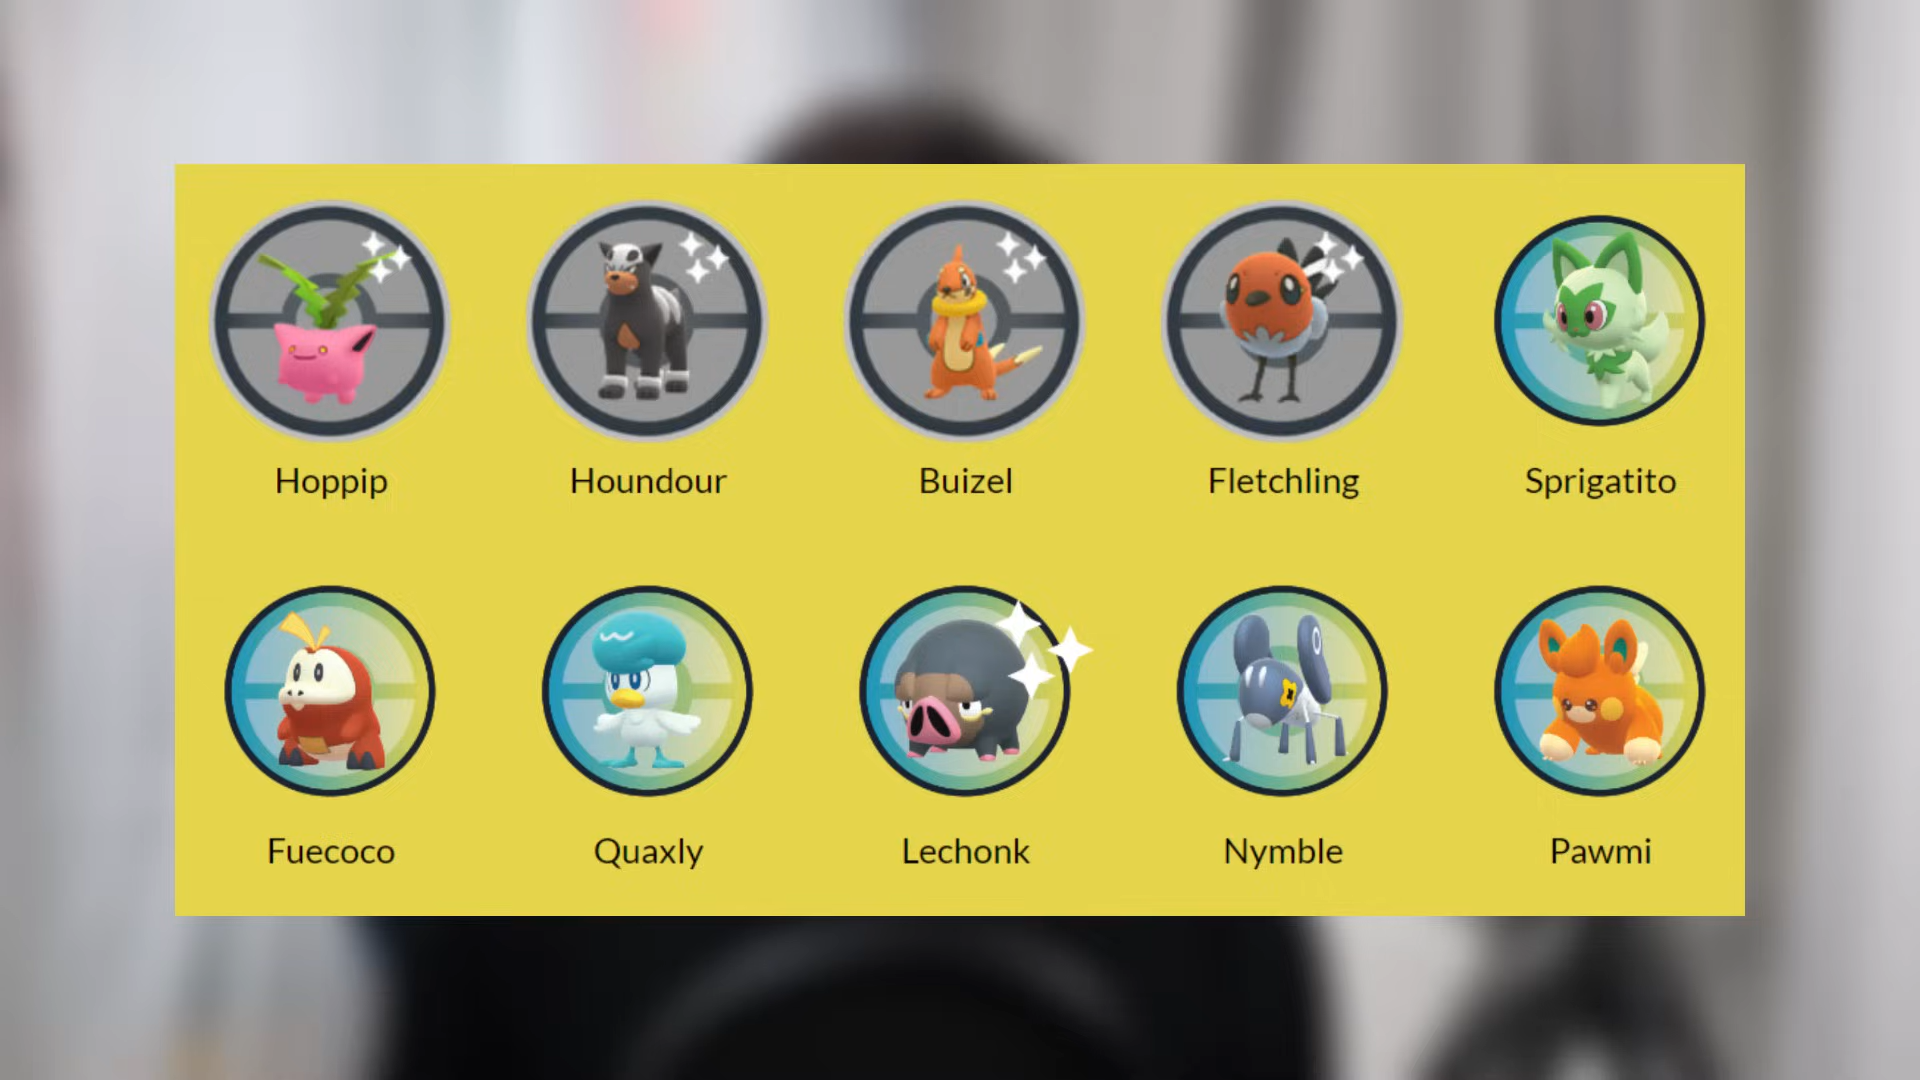 Hoppip
Houndour
Buizel
Fletchling
Sprigatito
Fuecoco
Quaxly
Lechonk
Nymble
Pawmi